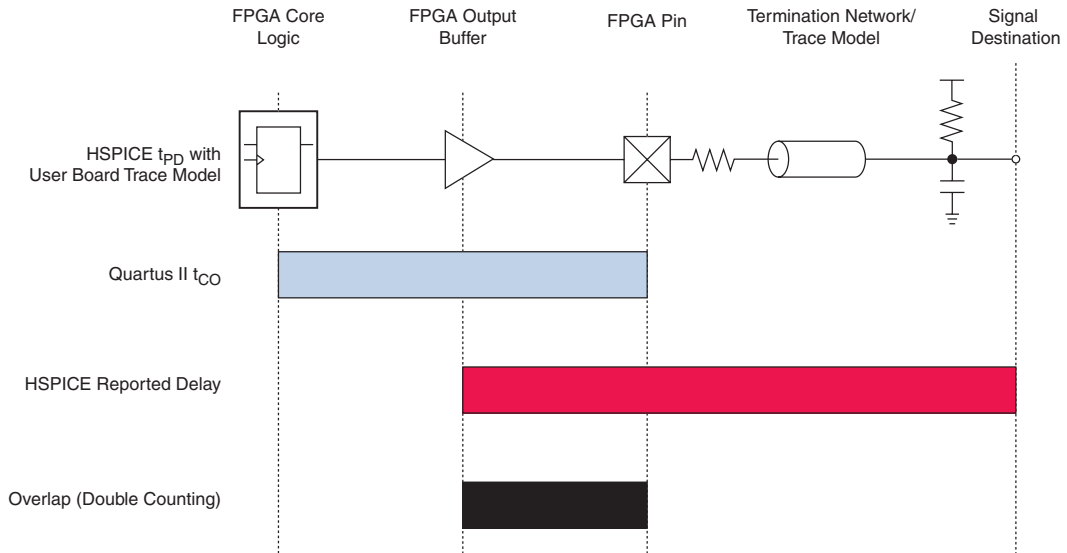 FPGA Core
Logic
FPGA Output
Buffer
FPGA Pin
Termination Network/
Trace Model
Signal
Destination
HSPICE tPD with
User Board Trace Model
Quartus II tCO
HSPICE Reported Delay
Overlap (Double Counting)